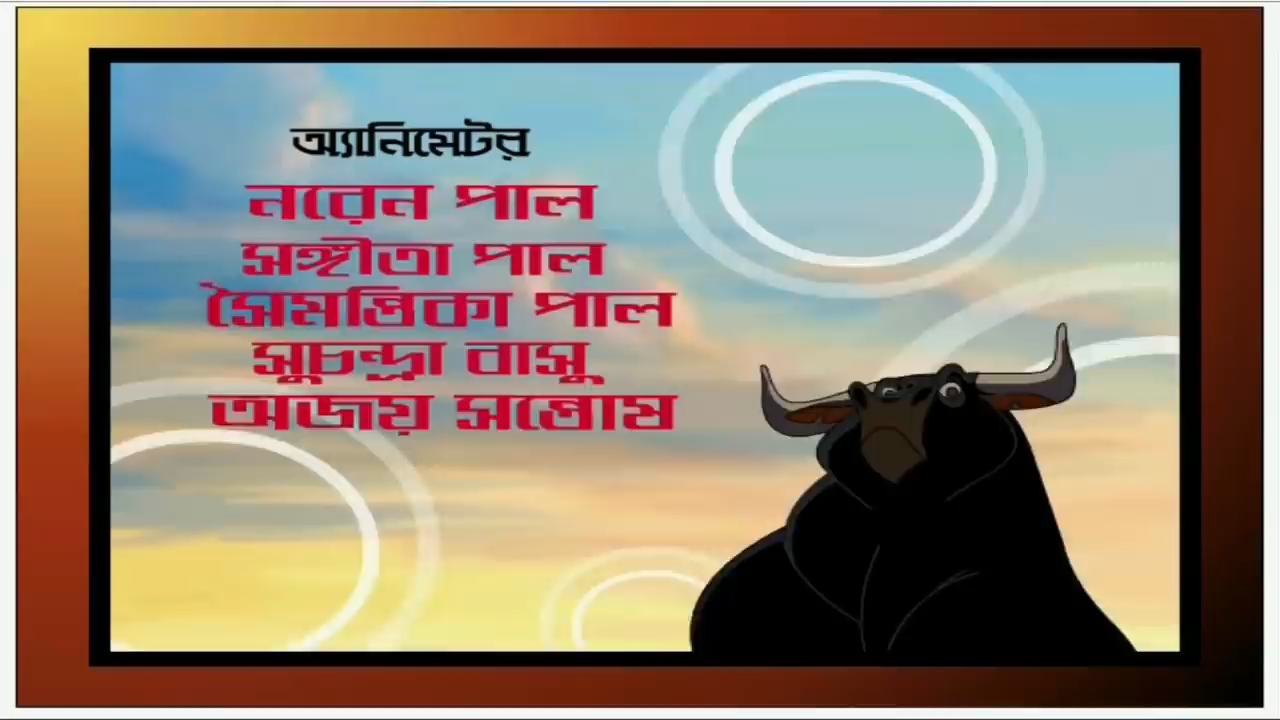 অ্যানিমেটর
নরেন পাল
সঙ্গীতা পাল
সৈমন্ত্রিকা পাল
সুচন্দ্রা বাসু
অজয় সন্তোষ